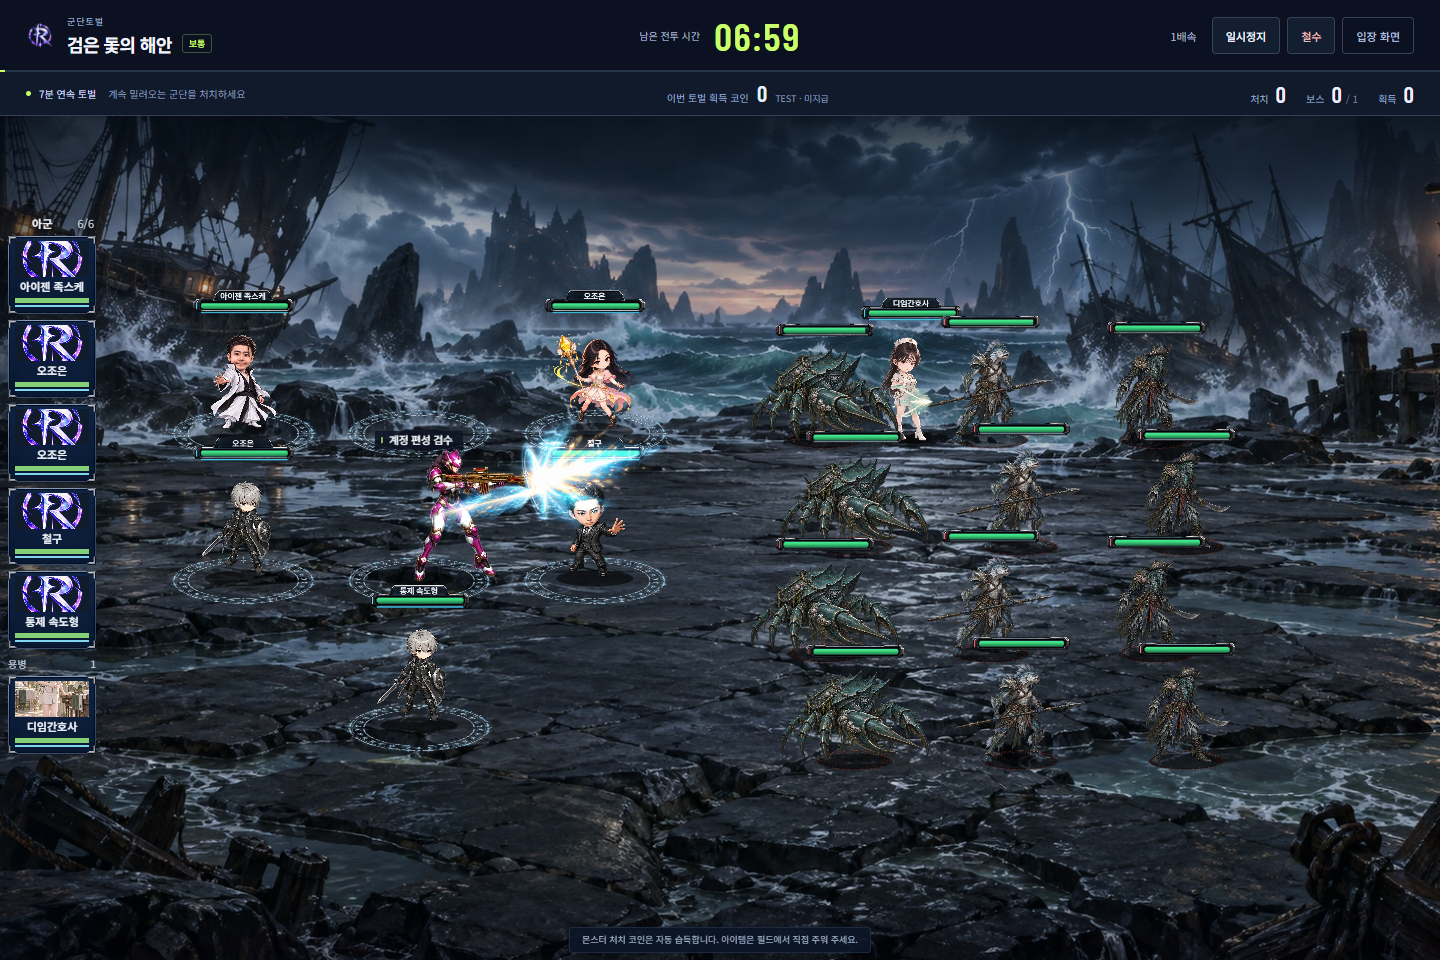 군단토벌
검은 돛의 해안 보통
남은 전투 시간 06:59
1배속 일시정지 철수 입장 화면
7분 연속 토벌 계속 밀려오는 군단을 처치하세요
이번 토벌 획득 코인 0 TEST · 미지급
처치 0 보스 0 / 1 획득 0
아군 6/6
아이젠 족스케
오조은
오조은
철구
통제 속도형
용병 1
디임간호사
아이젠 족스케
오조은
디임간호사
오조은
계정 편성 검수
철구
통제 속도형
몬스터 처치 코인은 자동 습득합니다. 아이템은 필드에서 직접 주워 주세요.